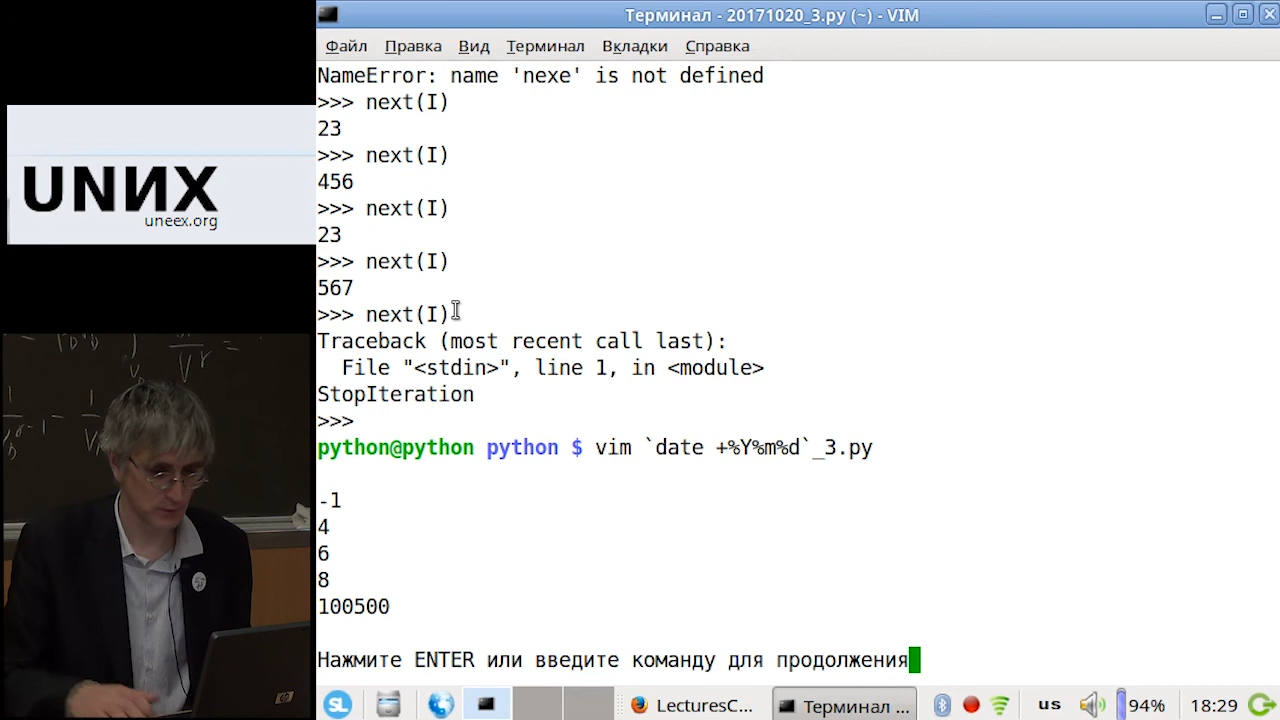 Терминал - 20171020_3.py (~) - VIM
Файл Правка Вид Терминал Вкладки Справка
NameError: name 'nexe' is not defined
>>> next(I)
23
>>> next(I)
456
>>> next(I)
23
>>> next(I)
567
>>> next(I)
Traceback (most recent call last):
File "<stdin>", line 1, in <module>
StopIteration
>>>
python@python python $ vim `date +%Y%m%d`_3.py
-1
4
6
8
100500
Нажмите ENTER или введите команду для продолжения
UNИX
uneex.org
SL LecturesC... Терминал ... us 94% 18:29